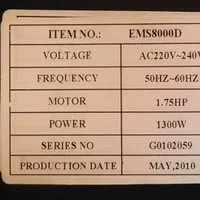 ITEM NO.: EMS8000D
VOLTAGE AC220V~240V
FREQUENCY 50HZ~60HZ
MOTOR 1.75HP
POWER 1300W
SERIES NO G0102059
PRODUCTION DATE MAY,2010